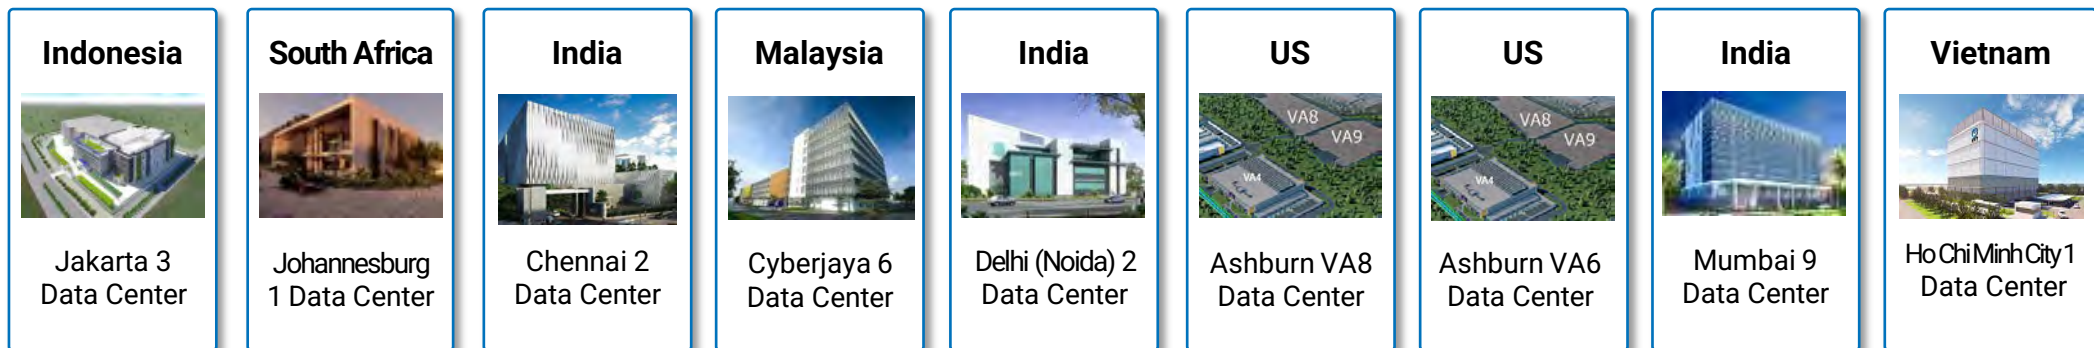 Indonesia
Jakarta 3
Data Center
South Africa
Johannesburg
1 Data Center
India
Chennai 2
Data Center
Malaysia
Cyberjaya 6
Data Center
India
Delhi (Noida) 2
Data Center
US
VA8
VA9
VA4
Ashburn VA8
Data Center
US
VA8
VA9
VA4
Ashburn VA6
Data Center
India
Mumbai 9
Data Center
Vietnam
Ho Chi Minh City 1
Data Center